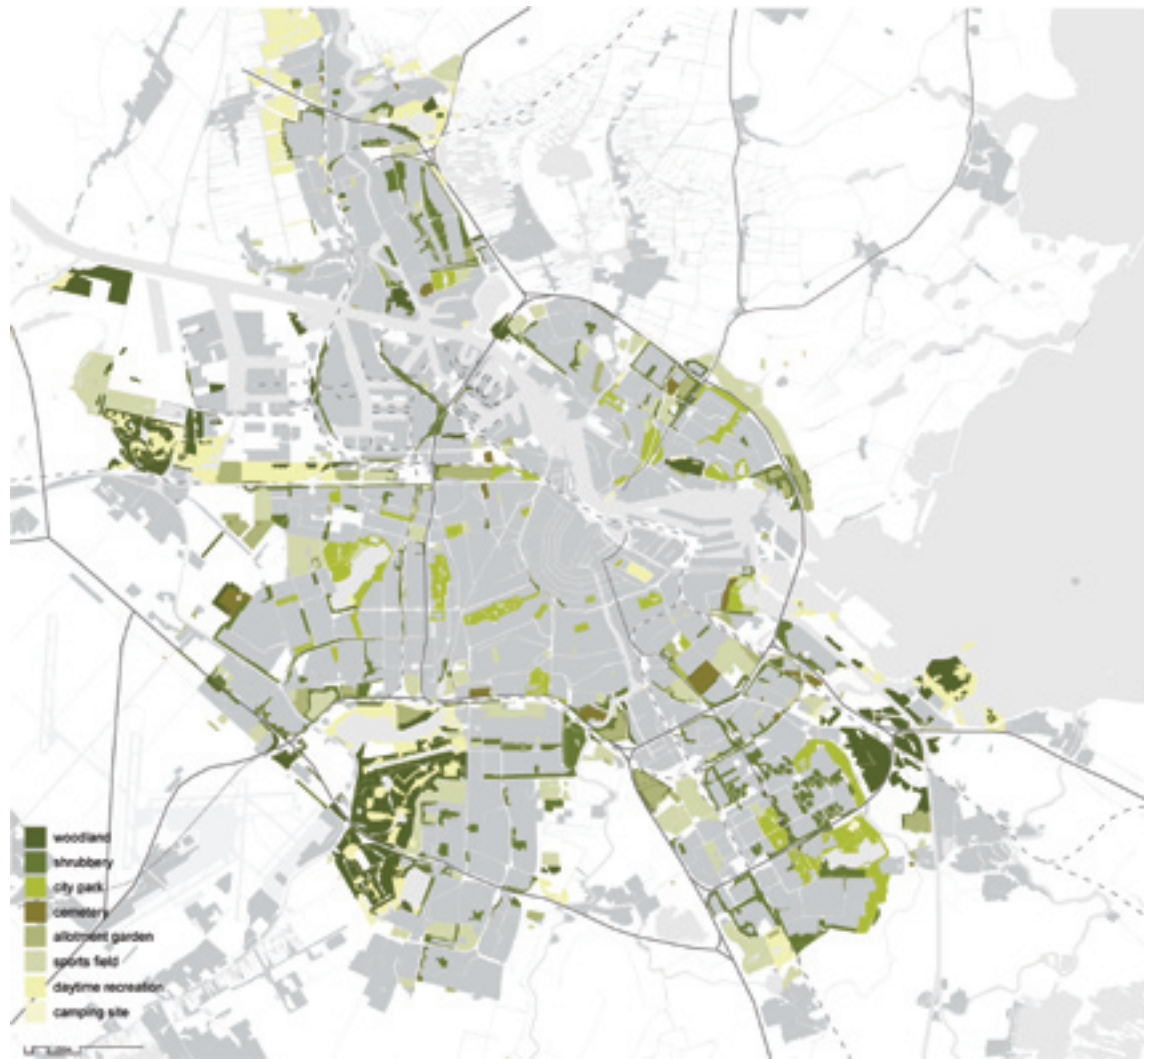 woodland
shrubbery
city park
cemetery
allotment garden
sports field
daytime recreation
camping site